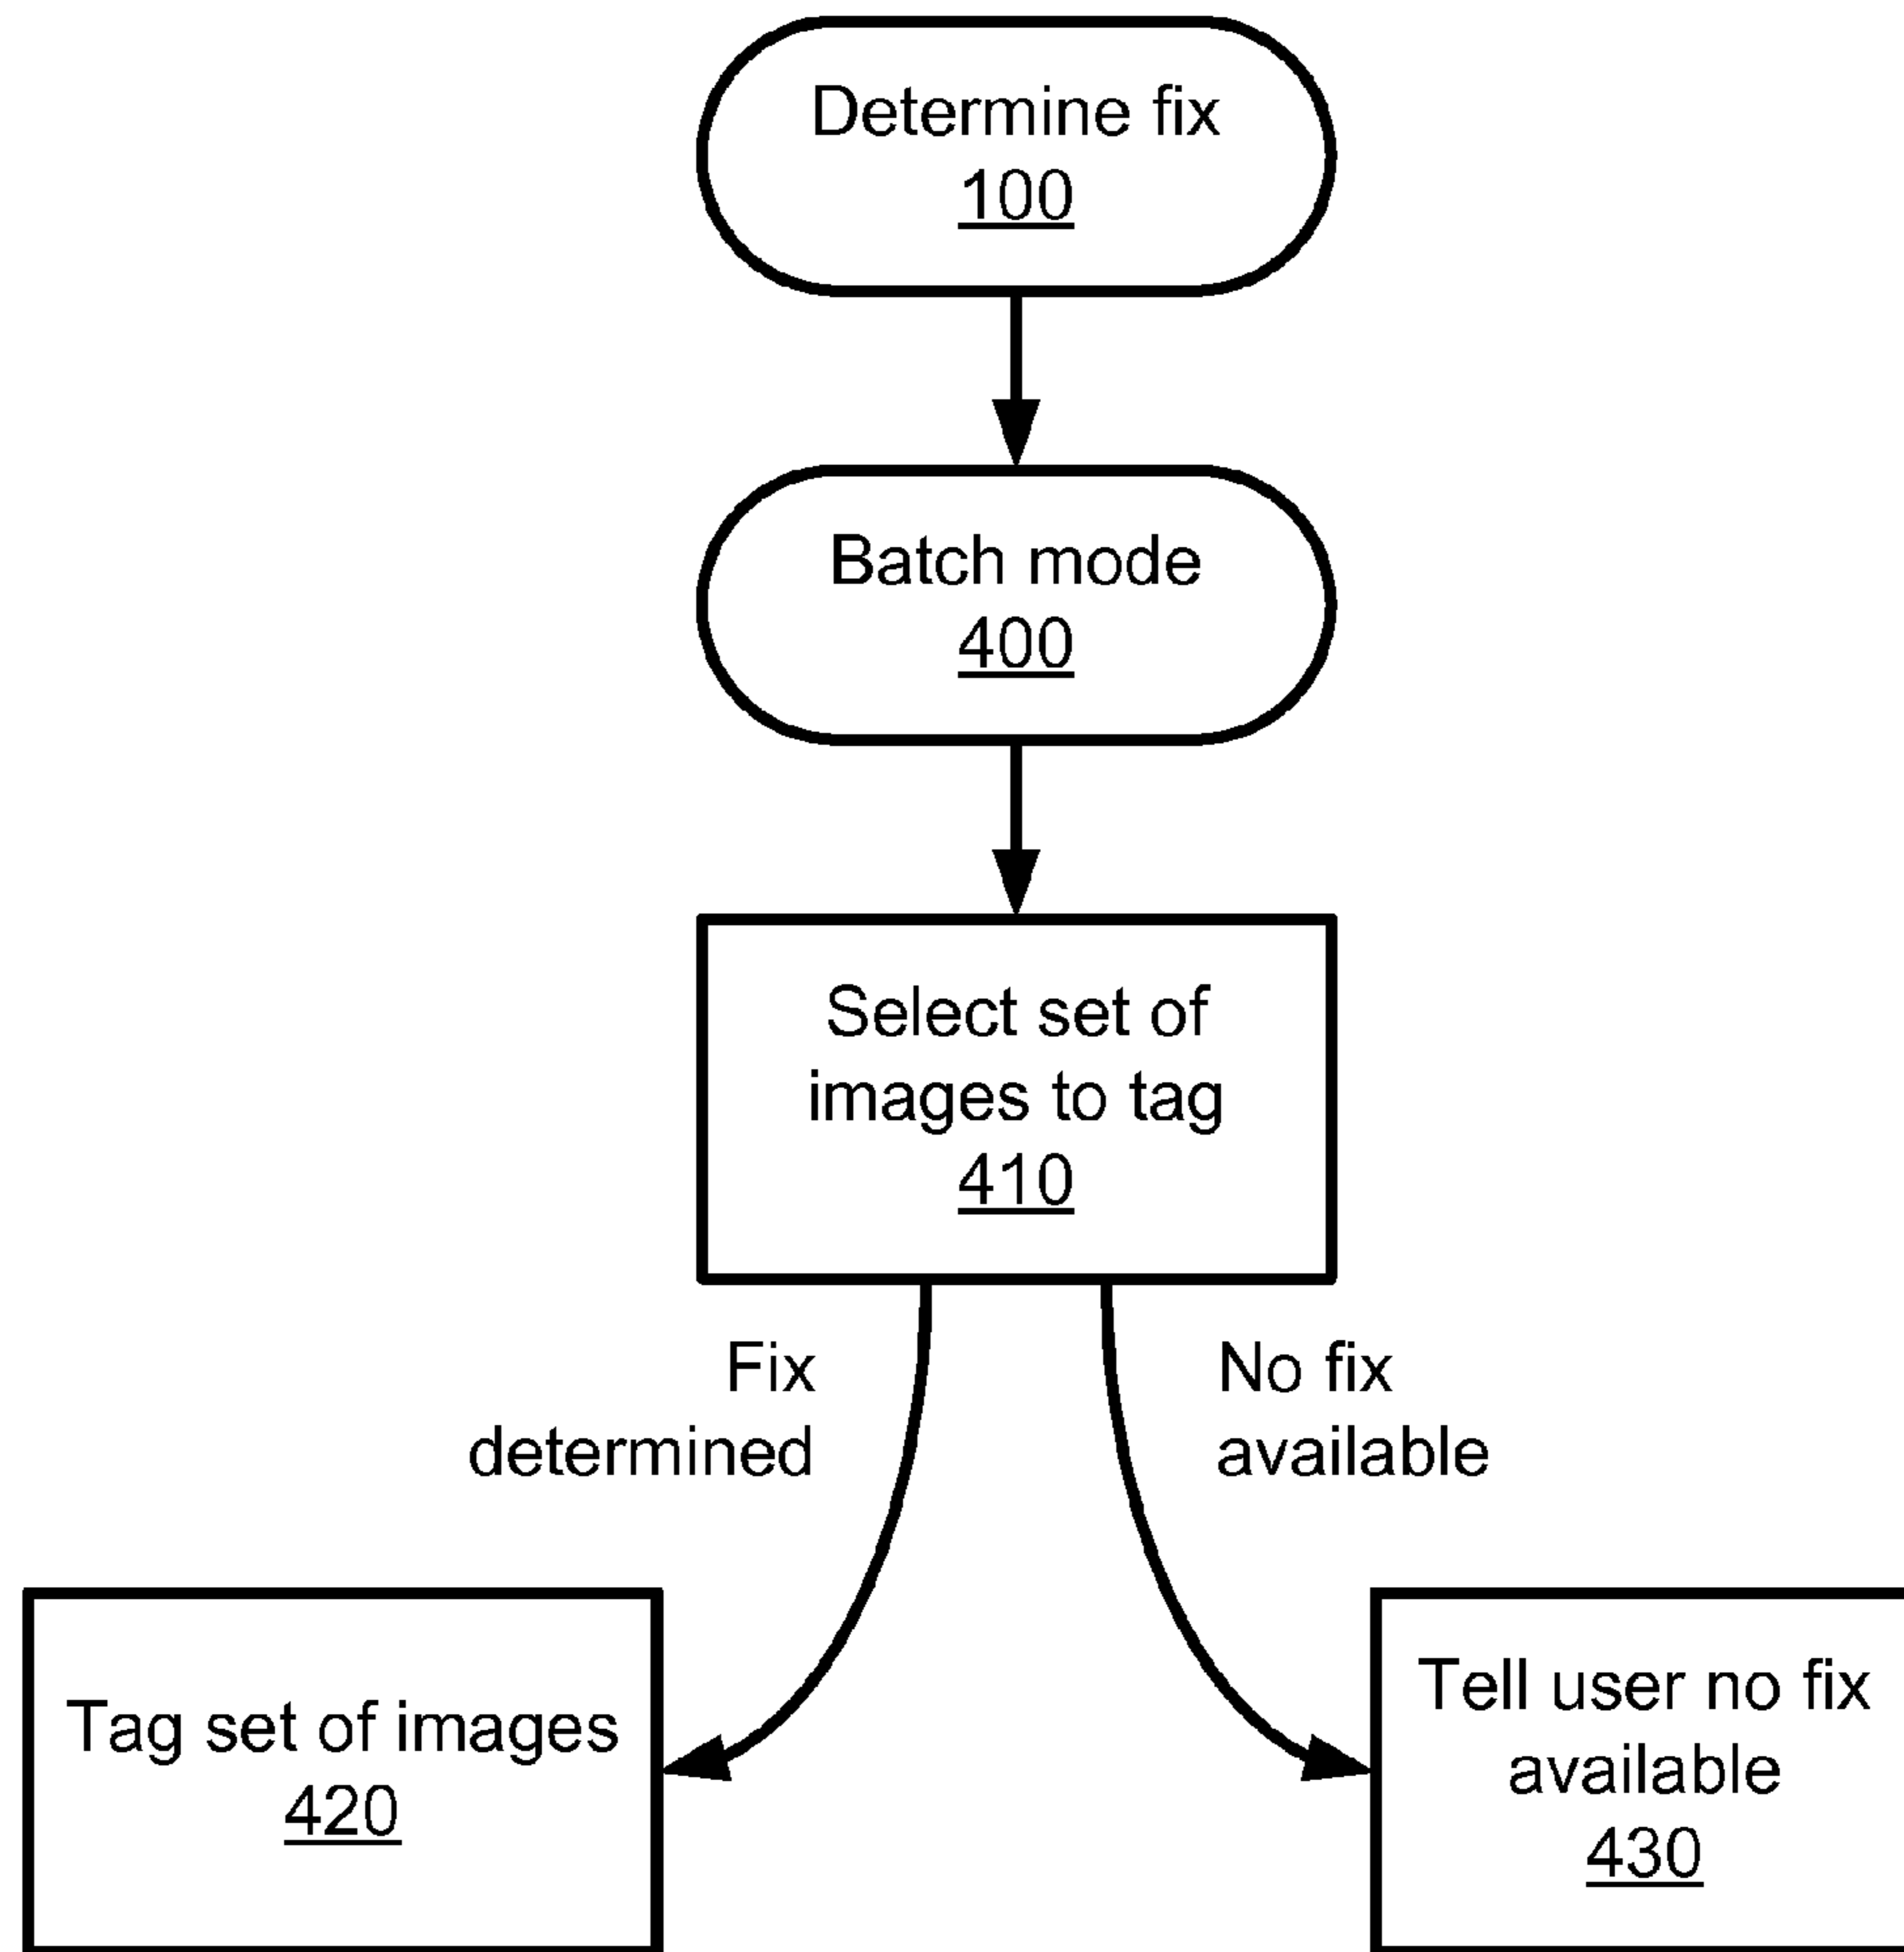 Determine fix
100
Batch mode
400
Select set of
images to tag
410
Fix
determined
No fix
available
Tag set of images
420
Tell user no fix
available
430